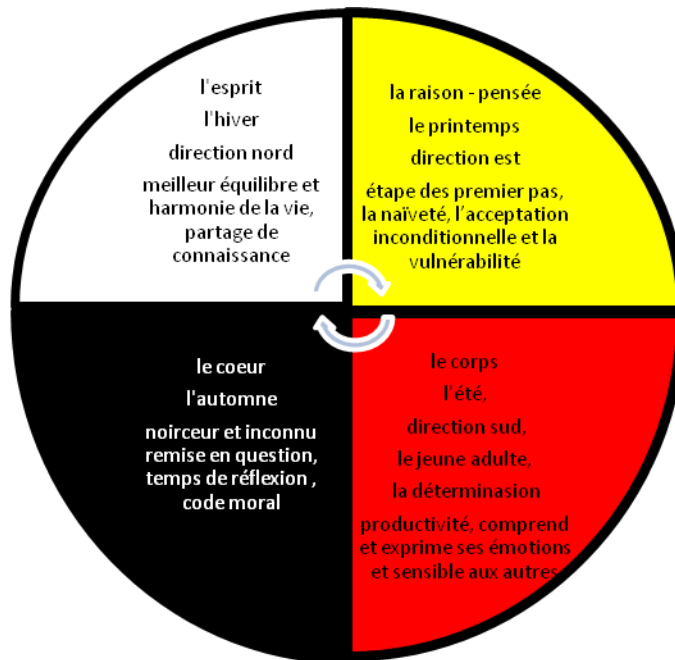 l'esprit
l'hiver
direction nord
meilleur équilibre et
harmonie de la vie,
partage de
connaissance
la raison - pensée
le printemps
direction est
étape des premier pas,
la naïveté, l'acceptation
inconditionnelle et la
vulnérabilité
le coeur
l'automne
noirceur et inconnu
remise en question,
temps de réflexion ,
code moral
le corps
l'été,
direction sud,
le jeune adulte,
la déterminasion
productivité, comprend
et exprime ses émotions
et sensible aux autres